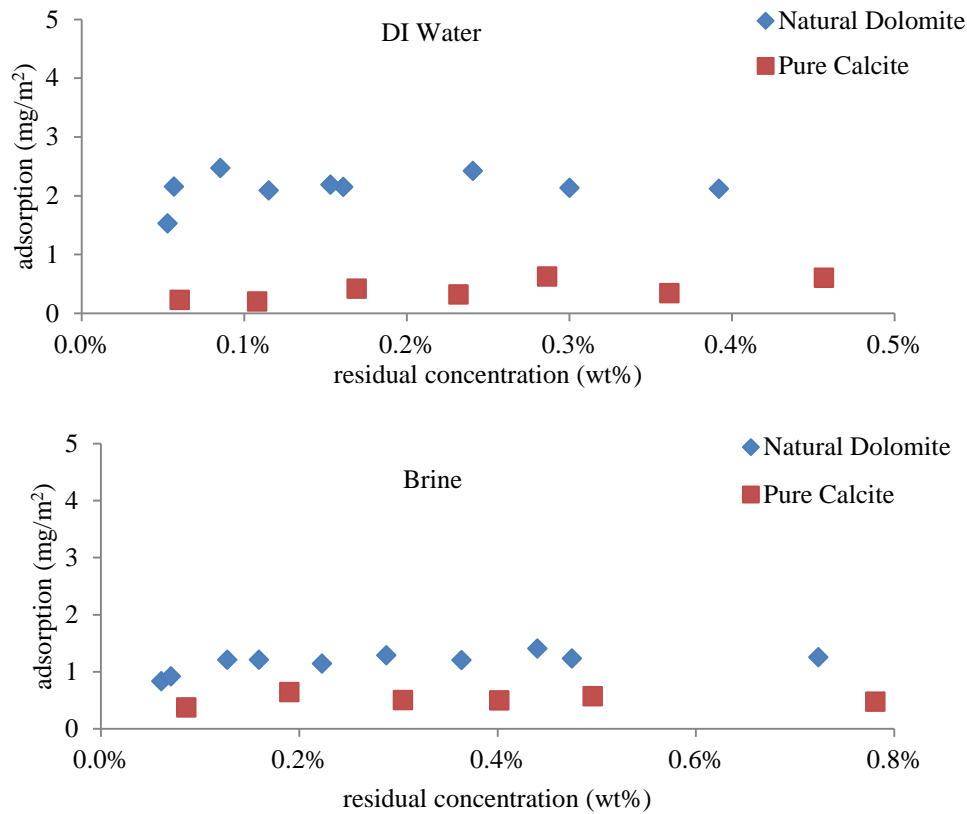 DI Water
Natural Dolomite
Pure Calcite
adsorption (mg/m²)
5
4
3
2
1
0
0.0% 0.1% 0.2% 0.3% 0.4% 0.5%
residual concentration (wt%)
Brine
Natural Dolomite
Pure Calcite
adsorption (mg/m²)
5
4
3
2
1
0
0.0% 0.2% 0.4% 0.6% 0.8%
residual concentration (wt%)